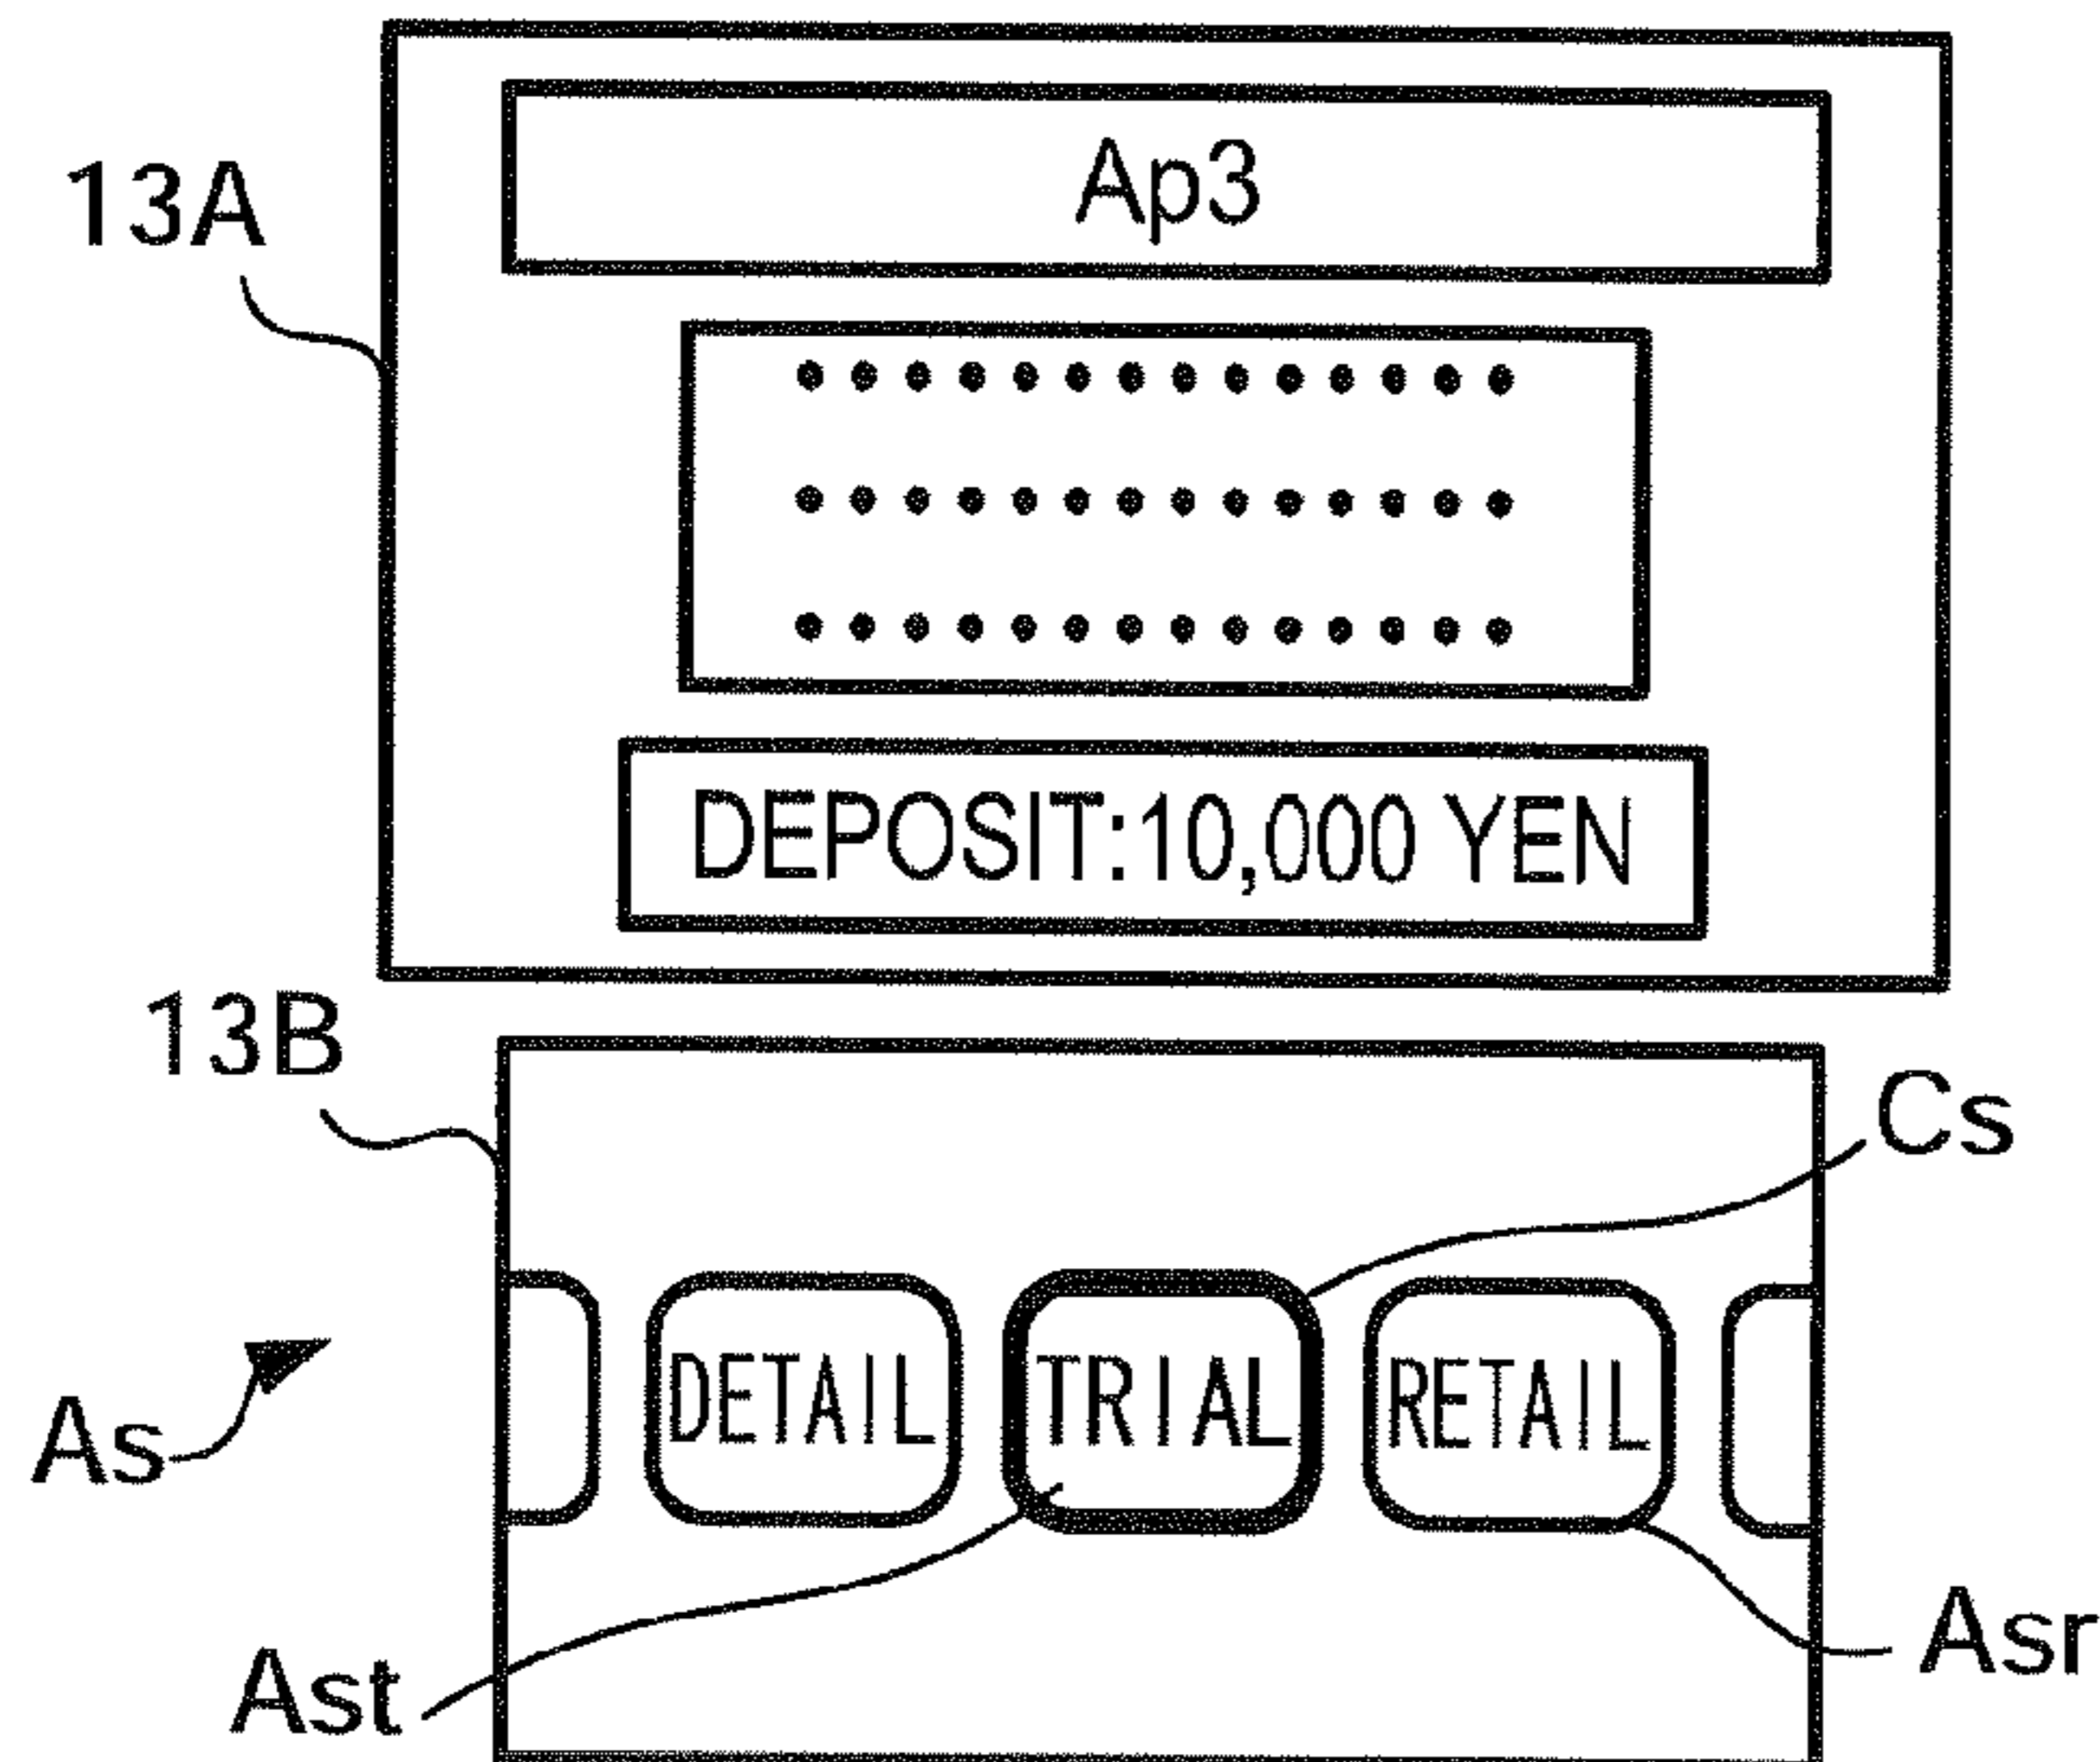 13A
Ap3
DEPOSIT:10,000 YEN
13B
Cs
As
DETAIL
TRIAL
RETAIL
Ast
Asr